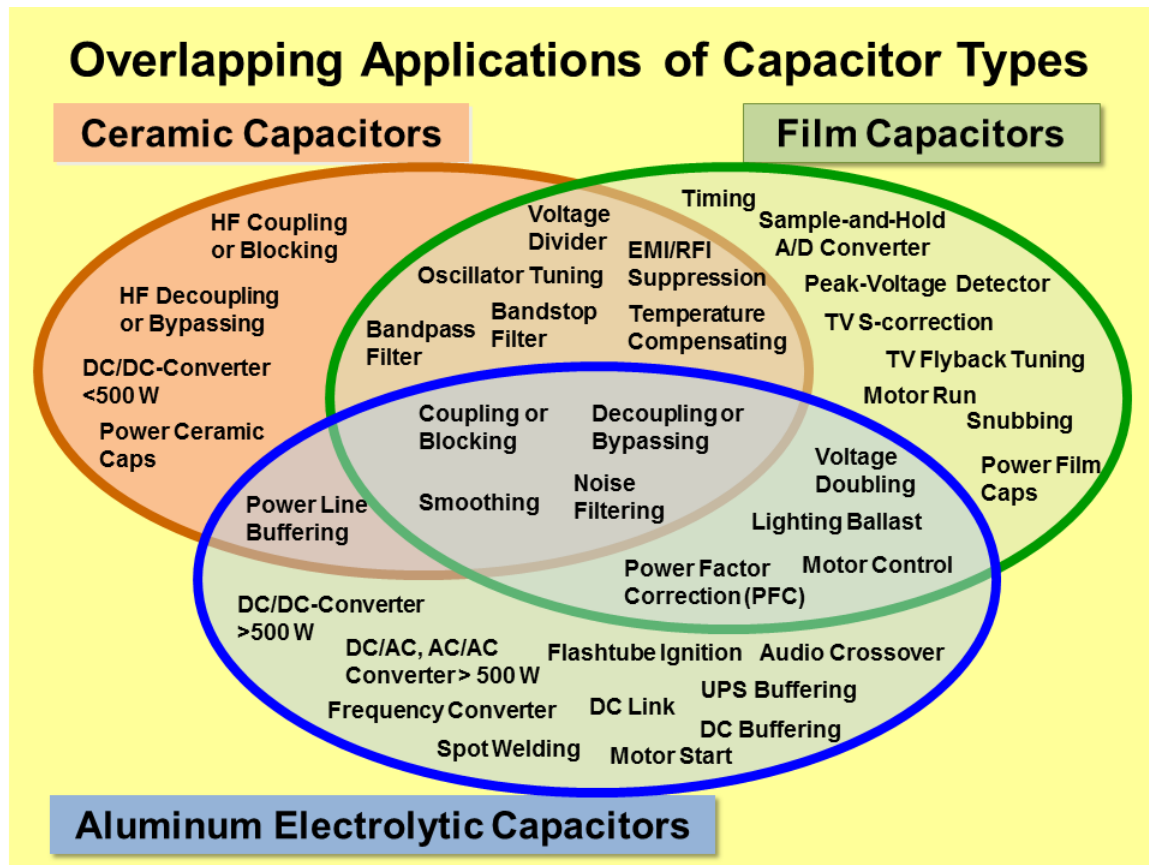 Overlapping Applications of Capacitor Types
Ceramic Capacitors
Film Capacitors
HF Coupling
or Blocking
HF Decoupling
or Bypassing
DC/DC-Converter
<500 W
Power Ceramic
Caps
Voltage
Divider
Oscillator Tuning
EMI/RFI
Suppression
Bandpass
Filter
Bandstop
Filter
Temperature
Compensating
Timing
Sample-and-Hold
A/D Converter
Peak-Voltage Detector
TV S-correction
TV Flyback Tuning
Motor Run
Snubbing
Power Film
Caps
Coupling or
Blocking
Decoupling or
Bypassing
Smoothing
Noise
Filtering
Power Line
Buffering
Voltage
Doubling
Lighting Ballast
Motor Control
Power Factor
Correction (PFC)
DC/DC-Converter
>500 W
DC/AC, AC/AC
Converter > 500 W
Flashtube Ignition
Audio Crossover
Frequency Converter
DC Link
UPS Buffering
DC Buffering
Spot Welding
Motor Start
Aluminum Electrolytic Capacitors